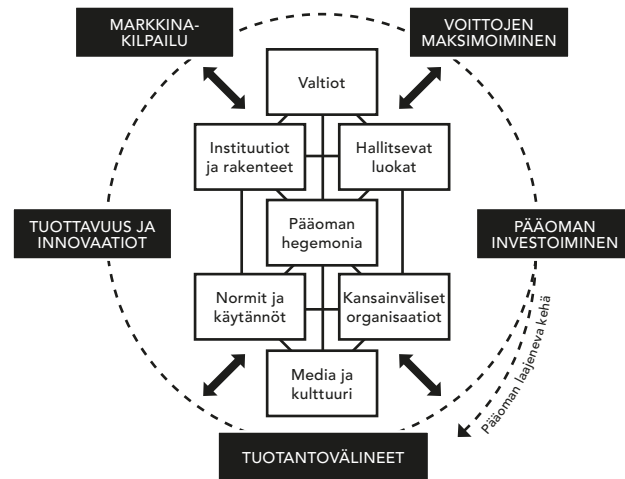 MARKKINA-
KILPAILU
VOITTOJEN
MAKSIMOIMINEN
Valtiot
Instituutiot
ja rakenteet
Hallitsevat
luokat
TUOTTAVUUS JA
INNOVAATIOT
Pääoman
hegemonia
PÄÄOMAN
INVESTOIMINEN
Normit ja
käytännöt
Kansainväliset
organisaatiot
Pääoman laajeneva kehä
Media ja
kulttuuri
TUOTANTOVÄLINEET